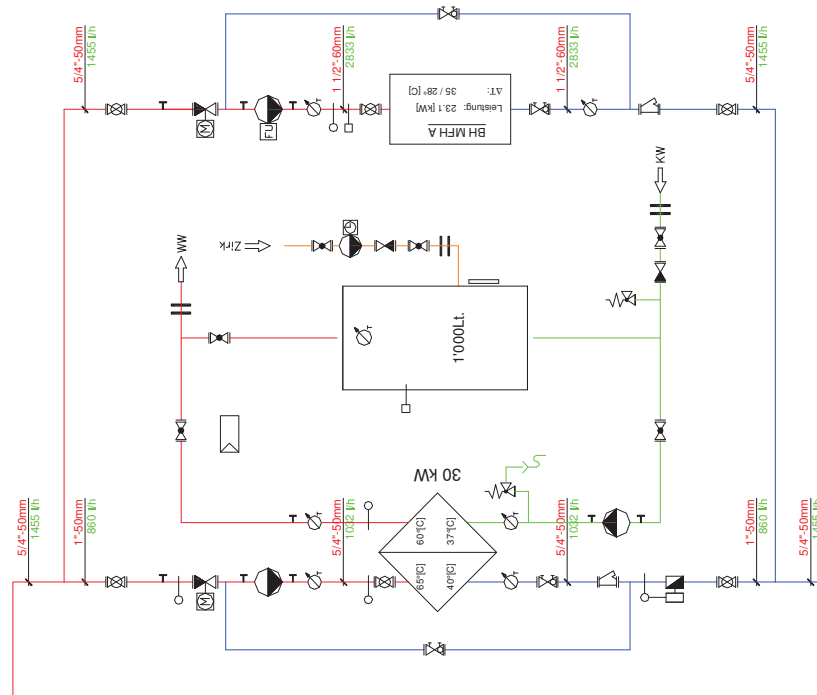 5/4"-50mm
1455 l/h
1 1/2"-60mm
2833 l/h
1 1/2"-60mm
2833 l/h
5/4"-50mm
1455 l/h
T
T
T
T
T
M
FU
BH MFH A
Leistung: 23.1 [kW]
ΔT: 35 / 28° [C]
WW
Zirk
KW
T
1'000Lt.
30 kW
5/4"-50mm
1455 l/h
1"-50mm
860 l/h
5/4"-50mm
1032 l/h
5/4"-50mm
1032 l/h
1"-50mm
860 l/h
5/4"-50mm
1455 l/h
T
T
T
T
60°[C]
37°[C]
65°[C]
40°[C]
T
T
T
T
T
M